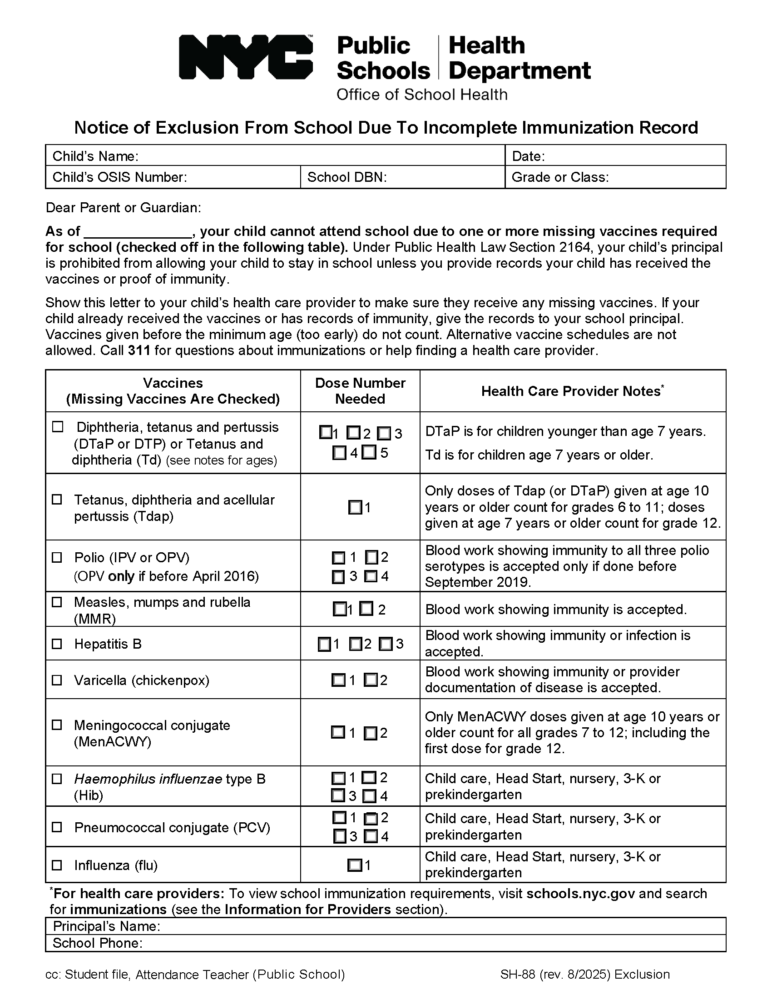 NYC™
Public Schools
Health Department
Office of School Health
Notice of Exclusion From School Due To Incomplete Immunization Record
Child's Name:
Date:
Child's OSIS Number:
School DBN:
Grade or Class:
Dear Parent or Guardian:
As of ______________, your child cannot attend school due to one or more missing vaccines required
for school (checked off in the following table). Under Public Health Law Section 2164, your child's principal
is prohibited from allowing your child to stay in school unless you provide records your child has received the
vaccines or proof of immunity.
Show this letter to your child's health care provider to make sure they receive any missing vaccines. If your
child already received the vaccines or has records of immunity, give the records to your school principal.
Vaccines given before the minimum age (too early) do not count. Alternative vaccine schedules are not
allowed. Call 311 for questions about immunizations or help finding a health care provider.
Vaccines
(Missing Vaccines Are Checked)
Dose Number
Needed
Health Care Provider Notes*
☐ Diphtheria, tetanus and pertussis
(DTaP or DTP) or Tetanus and
diphtheria (Td) (see notes for ages)
☐ 1 ☐ 2 ☐ 3
☐ 4 ☐ 5
DTaP is for children younger than age 7 years.
Td is for children age 7 years or older.
☐ Tetanus, diphtheria and acellular
pertussis (Tdap)
☐ 1
Only doses of Tdap (or DTaP) given at age 10
years or older count for grades 6 to 11; doses
given at age 7 years or older count for grade 12.
☐ Polio (IPV or OPV)
(OPV only if before April 2016)
☐ 1 ☐ 2
☐ 3 ☐ 4
Blood work showing immunity to all three polio
serotypes is accepted only if done before
September 2019.
☐ Measles, mumps and rubella
(MMR)
☐ 1 ☐ 2
Blood work showing immunity is accepted.
☐ Hepatitis B
☐ 1 ☐ 2 ☐ 3
Blood work showing immunity or infection is
accepted.
☐ Varicella (chickenpox)
☐ 1 ☐ 2
Blood work showing immunity or provider
documentation of disease is accepted.
☐ Meningococcal conjugate
(MenACWY)
☐ 1 ☐ 2
Only MenACWY doses given at age 10 years or
older count for all grades 7 to 12; including the
first dose for grade 12.
☐ Haemophilus influenzae type B
(Hib)
☐ 1 ☐ 2
☐ 3 ☐ 4
Child care, Head Start, nursery, 3-K or
prekindergarten
☐ Pneumococcal conjugate (PCV)
☐ 1 ☐ 2
☐ 3 ☐ 4
Child care, Head Start, nursery, 3-K or
prekindergarten
☐ Influenza (flu)
☐ 1
Child care, Head Start, nursery, 3-K or
prekindergarten
*For health care providers: To view school immunization requirements, visit schools.nyc.gov and search
for immunizations (see the Information for Providers section).
Principal's Name:
School Phone:
cc: Student file, Attendance Teacher (Public School)
SH-88 (rev. 8/2025) Exclusion